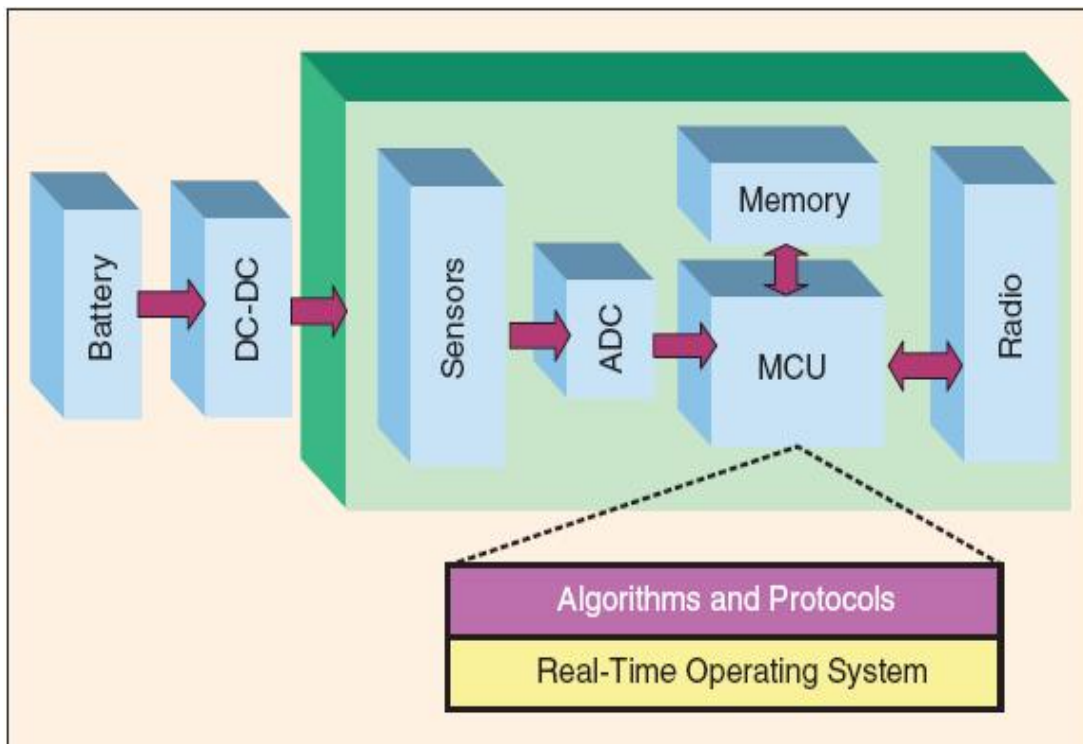 Battery
DC-DC
Sensors
ADC
Memory
MCU
Radio
Algorithms and Protocols
Real-Time Operating System